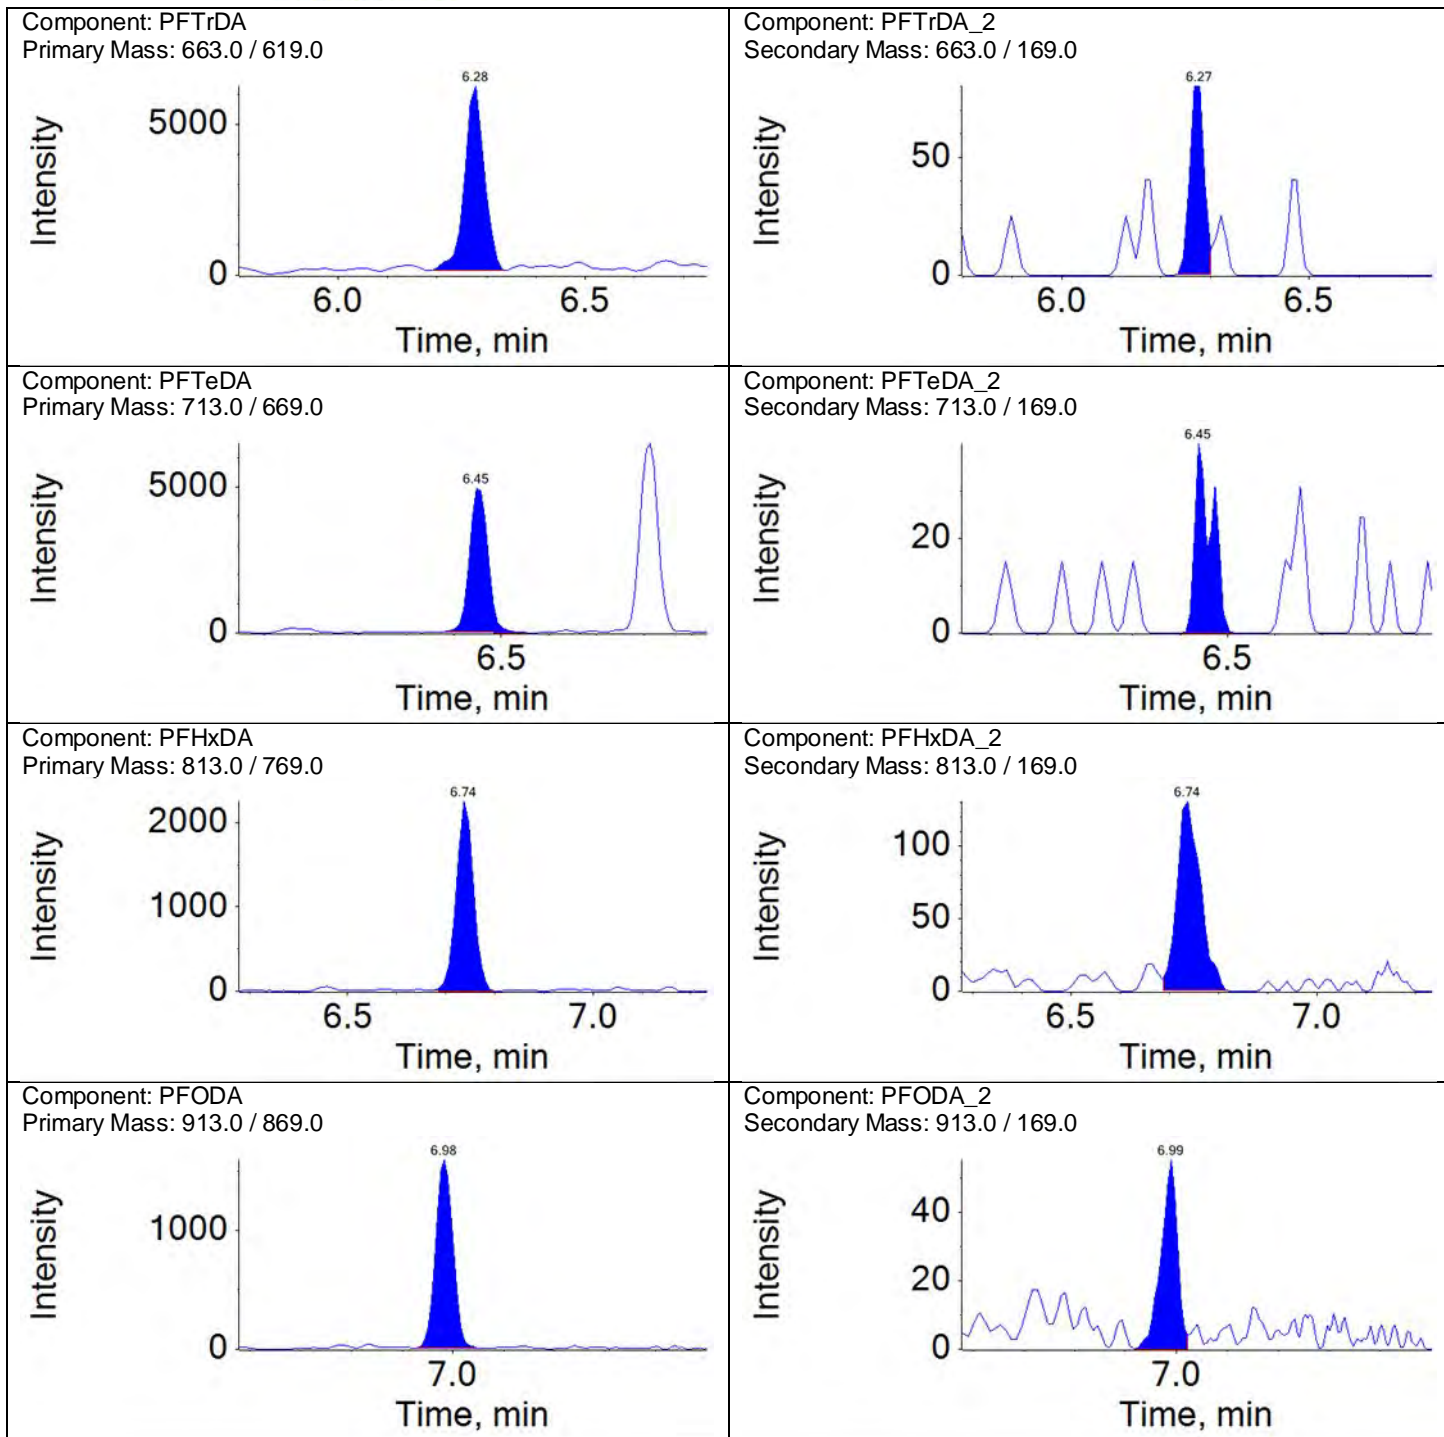 Component: PFTrDA
Primary Mass: 663.0 / 619.0
6.28
5000
0
Intensity
6.0 6.5
Time, min
Component: PFTrDA_2
Secondary Mass: 663.0 / 169.0
6.27
50
0
Intensity
6.0 6.5
Time, min
Component: PFTeDA
Primary Mass: 713.0 / 669.0
6.45
5000
0
Intensity
6.5
Time, min
Component: PFTeDA_2
Secondary Mass: 713.0 / 169.0
6.45
20
0
Intensity
6.5
Time, min
Component: PFHxDA
Primary Mass: 813.0 / 769.0
6.74
2000
1000
0
Intensity
6.5 7.0
Time, min
Component: PFHxDA_2
Secondary Mass: 813.0 / 169.0
6.74
100
50
0
Intensity
6.5 7.0
Time, min
Component: PFODA
Primary Mass: 913.0 / 869.0
6.98
1000
0
Intensity
7.0
Time, min
Component: PFODA_2
Secondary Mass: 913.0 / 169.0
6.99
40
20
0
Intensity
7.0
Time, min